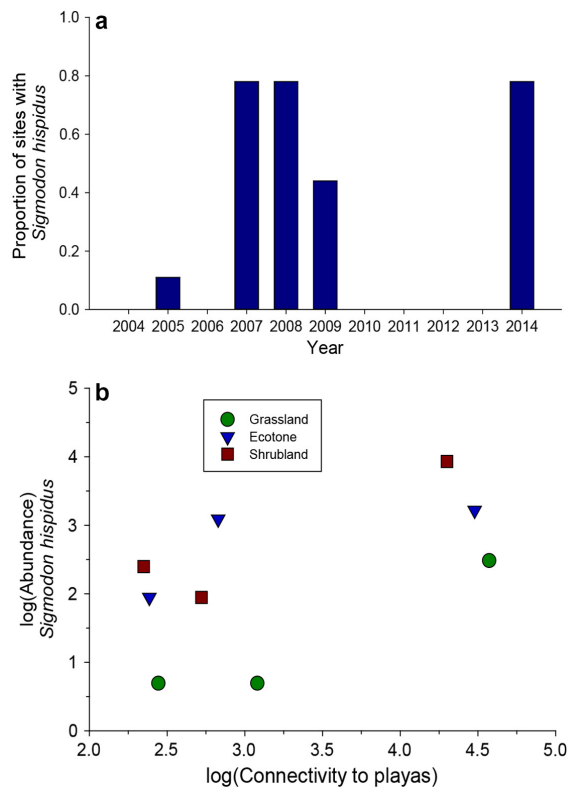 a
1.0
0.8
0.6
0.4
0.2
0.0
Proportion of sites with
Sigmodon hispidus
2004 2005 2006 2007 2008 2009 2010 2011 2012 2013 2014
Year
b
5
4
3
2
1
0
log(Abundance)
Sigmodon hispidus
Grassland
Ecotone
Shrubland
2.0 2.5 3.0 3.5 4.0 4.5 5.0
log(Connectivity to playas)